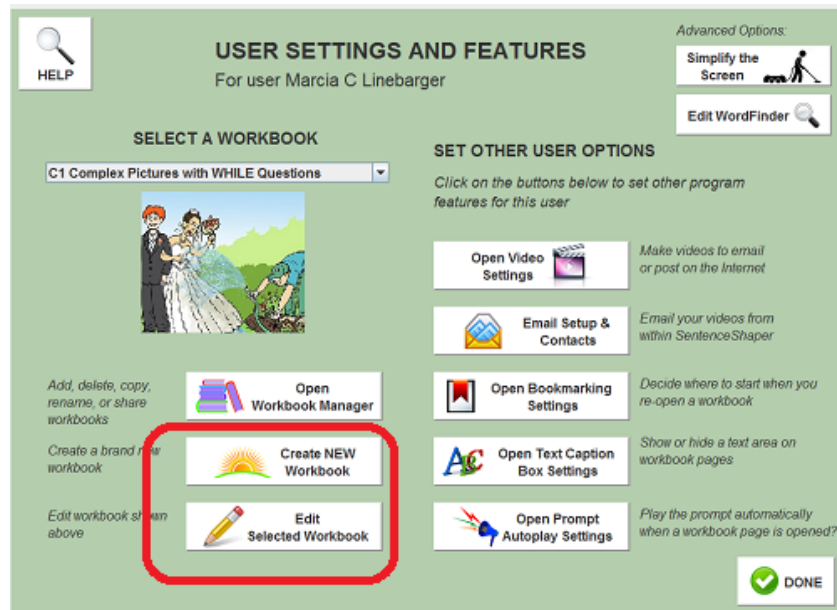 HELP
USER SETTINGS AND FEATURES
For user Marcia C Linebarger
Advanced Options:
Simplify the
Screen
Edit WordFinder
SELECT A WORKBOOK
C1 Complex Pictures with WHILE Questions
Add, delete, copy,
rename, or share
workbooks
Open
Workbook Manager
Create a brand new
workbook
Create NEW
Workbook
Edit workbook shown
above
Edit
Selected Workbook
SET OTHER USER OPTIONS
Click on the buttons below to set other program
features for this user
Open Video
Settings
Make videos to email
or post on the Internet
Email Setup &
Contacts
Email your videos from
within SentenceShaper
Open Bookmarking
Settings
Decide where to start when you
re-open a workbook
ABC
Open Text Caption
Box Settings
Show or hide a text area on
workbook pages
Open Prompt
Autoplay Settings
Play the prompt automatically
when a workbook page is opened?
DONE